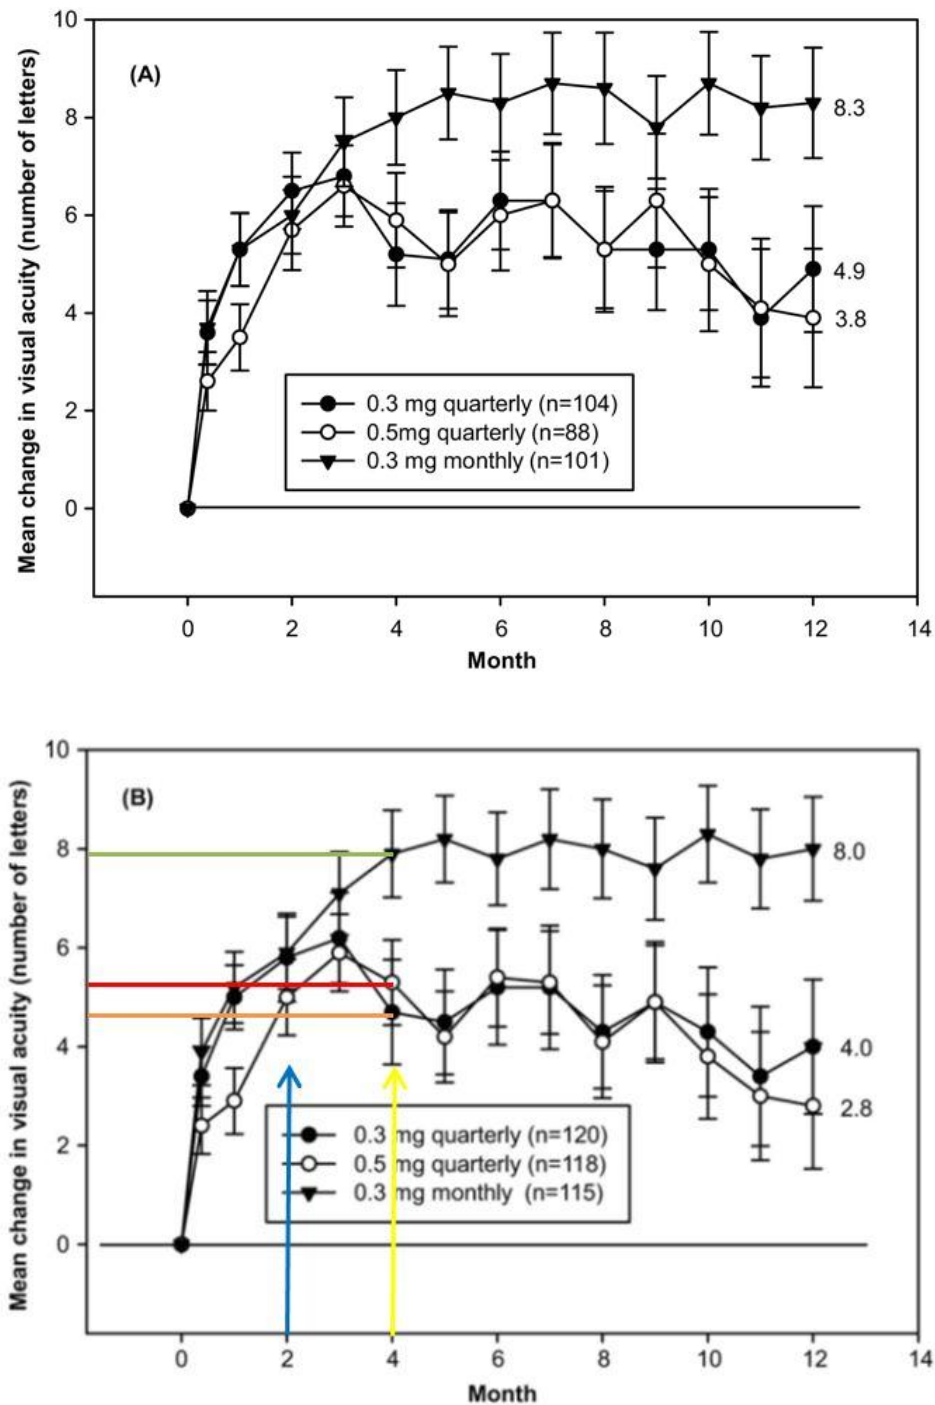 (A)
Mean change in visual acuity (number of letters)
10
8
6
4
2
0
8.3
4.9
3.8
0.3 mg quarterly (n=104)
0.5mg quarterly (n=88)
0.3 mg monthly (n=101)
0 2 4 6 8 10 12 14
Month
(B)
Mean change in visual acuity (number of letters)
10
8
6
4
2
0
8.0
4.0
2.8
0.3 mg quarterly (n=120)
0.5 mg quarterly (n=118)
0.3 mg monthly (n=115)
0 2 4 6 8 10 12 14
Month